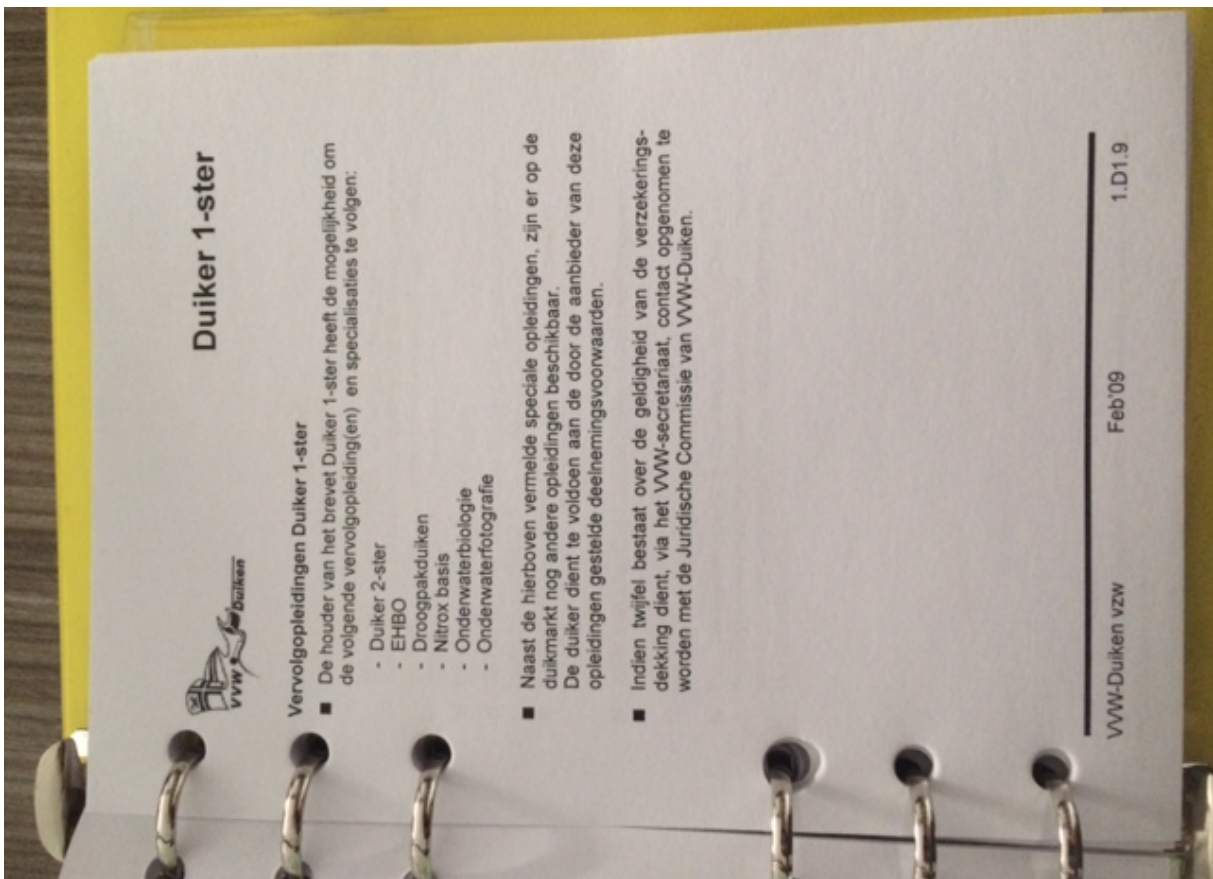 VVW Duiken
Duiker 1-ster
Vervolgopleidingen Duiker 1-ster
■ De houder van het brevet Duiker 1-ster heeft de mogelijkheid om
de volgende vervolgopleiding(en) en specialisaties te volgen:
- Duiker 2-ster
- EHBO
- Droogpakduiken
- Nitrox basis
- Onderwaterbiologie
- Onderwaterfotografie
■ Naast de hierboven vermelde speciale opleidingen, zijn er op de
duikmarkt nog andere opleidingen beschikbaar.
De duiker dient te voldoen aan de door de aanbieder van deze
opleidingen gestelde deelnemingsvoorwaarden.
■ Indien twijfel bestaat over de geldigheid van de verzekerings-
dekking dient, via het VVW-secretariaat, contact opgenomen te
worden met de Juridische Commissie van VVW-Duiken.
VVW-Duiken vzw Feb'09 1.D1.9